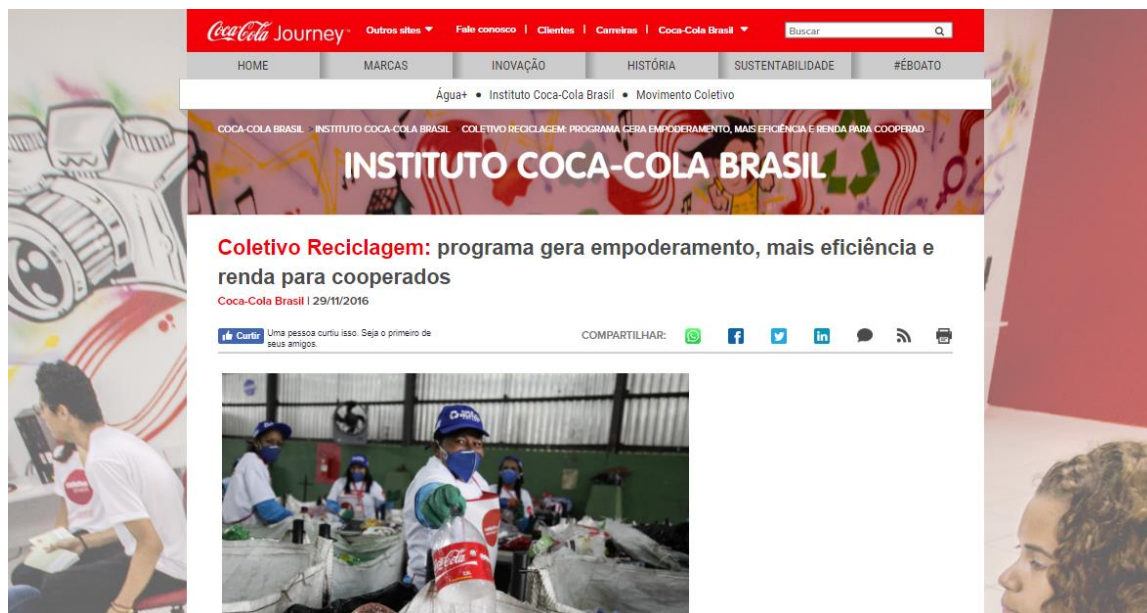 Coca-Cola Journey Outros sites Fale conosco | Clientes | Carreiras | Coca-Cola Brasil Buscar
HOME MARCAS INOVAÇÃO HISTÓRIA SUSTENTABILIDADE #ÉBOATO
Água+ • Instituto Coca-Cola Brasil • Movimento Coletivo
COCA-COLA BRASIL INSTITUTO COCA-COLA BRASIL COLETIVO RECICLAGEM: PROGRAMA GERA EMPODERAMENTO, MAIS EFICIÊNCIA E RENDA PARA COOPERAD
INSTITUTO COCA-COLA BRASIL
Coletivo Reciclagem: programa gera empoderamento, mais eficiência e
renda para cooperados
Coca-Cola Brasil | 29/11/2016
Curtir Uma pessoa curtiu isso. Seja o primeiro de
seus amigos.
COMPARTILHAR:
Coca-Cola